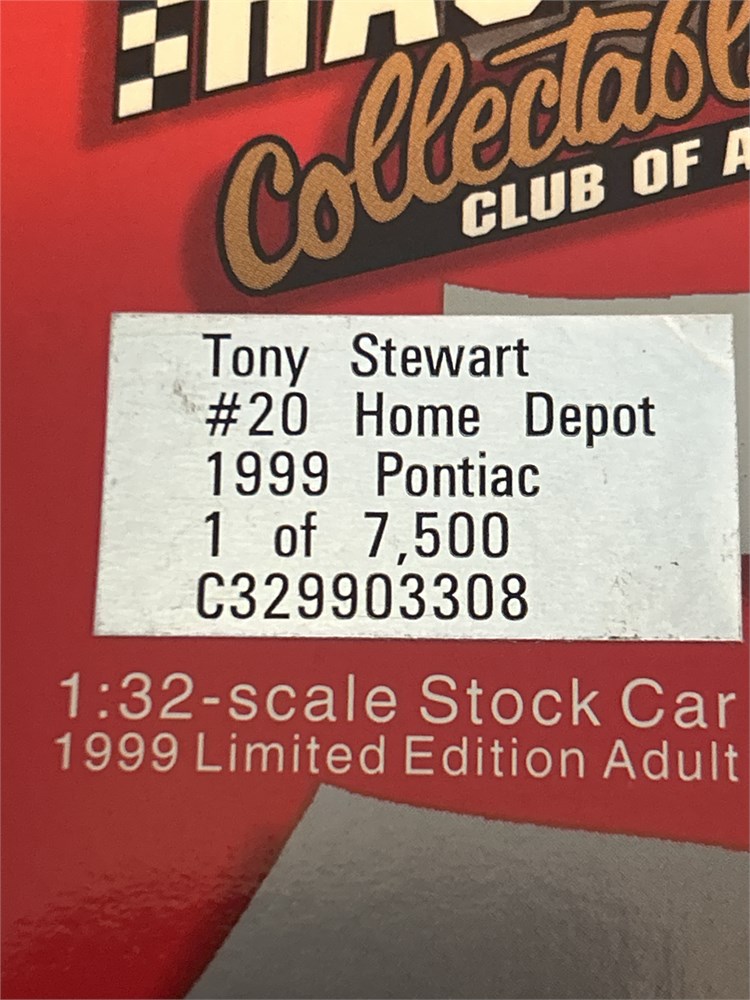 Collectabl
CLUB OF A
Tony Stewart
#20 Home Depot
1999 Pontiac
1 of 7,500
C329903308
1:32-scale Stock Car
1999 Limited Edition Adult